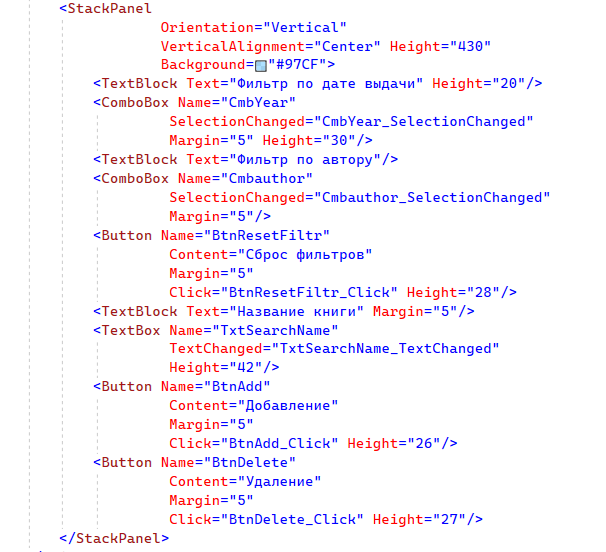 <StackPanel
Orientation="Vertical"
VerticalAlignment="Center" Height="430"
Background="#97CF">
<TextBlock Text="Фильтр по дате выдачи" Height="20"/>
<ComboBox Name="CmbYear"
SelectionChanged="CmbYear_SelectionChanged"
Margin="5" Height="30"/>
<TextBlock Text="Фильтр по автору"/>
<ComboBox Name="Cmbauthor"
SelectionChanged="Cmbauthor_SelectionChanged"
Margin="5"/>
<Button Name="BtnResetFiltr"
Content="Сброс фильтров"
Margin="5"
Click="BtnResetFiltr_Click" Height="28"/>
<TextBlock Text="Название книги" Margin="5"/>
<TextBox Name="TxtSearchName"
TextChanged="TxtSearchName_TextChanged"
Height="42"/>
<Button Name="BtnAdd"
Content="Добавление"
Margin="5"
Click="BtnAdd_Click" Height="26"/>
<Button Name="BtnDelete"
Content="Удаление"
Margin="5"
Click="BtnDelete_Click" Height="27"/>
</StackPanel>